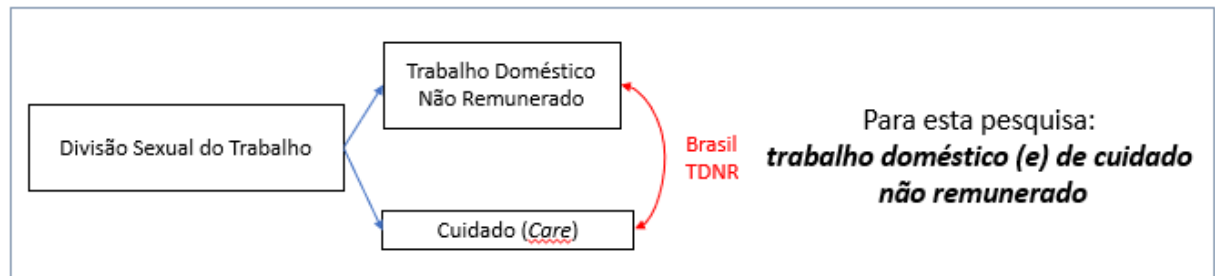 Divisão Sexual do Trabalho
Trabalho Doméstico
Não Remunerado
Cuidado (Care)
Brasil
TDNR
Para esta pesquisa:
trabalho doméstico (e) de cuidado
não remunerado